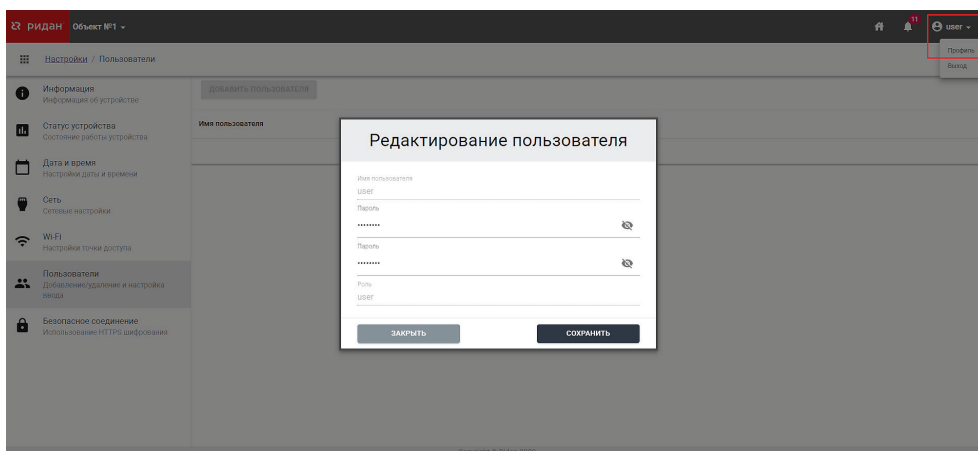 ридан Объект №1
11
user
Профиль
Выход
Настройки / Пользователи
Информация
Информация об устройстве
Статус устройства
Состояние работы устройства
Дата и время
Настройки даты и времени
Сеть
Сетевые настройки
Wi-Fi
Настройки точки доступа
Пользователи
Добавление/удаление и настройка
ввода
Безопасное соединение
Использование HTTPS шифрования
ДОБАВИТЬ ПОЛЬЗОВАТЕЛЯ
Имя пользователя
Редактирование пользователя
Имя пользователя
user
Пароль
••••••••
Пароль
••••••••
Роль
user
ЗАКРЫТЬ
СОХРАНИТЬ